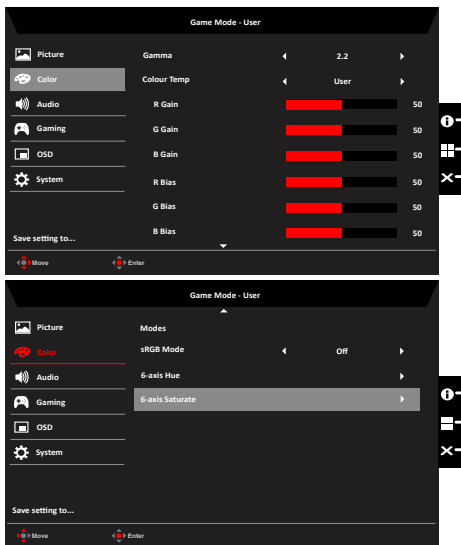 Game Mode - User
Picture
Gamma 2.2
Color
Colour Temp User
Audio
R Gain 50
Gaming
G Gain 50
OSD
B Gain 50
System
R Bias 50
G Bias 50
B Bias 50
Save setting to...
Move Enter
Game Mode - User
Picture
Modes
Color
sRGB Mode Off
Audio
6-axis Hue
Gaming
6-axis Saturate
OSD
System
Save setting to...
Move Enter